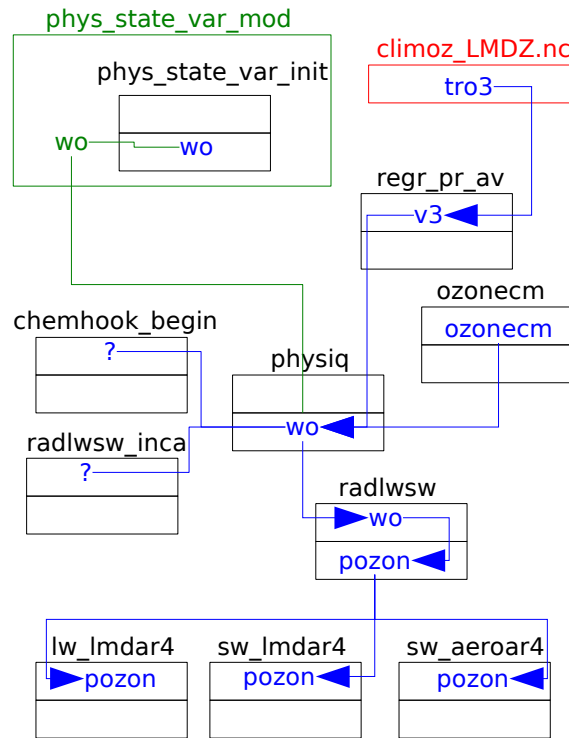 phys_state_var_mod
climoz_LMDZ.nc
phys_state_var_init
tro3
wo
wo
regr_pr_av
v3
ozonecm
chemhook_begin
ozonecm
?
physiq
wo
radlwsw_inca
?
radlwsw
wo
pozon
lw_lmdar4
sw_lmdar4
sw_aeroar4
pozon
pozon
pozon